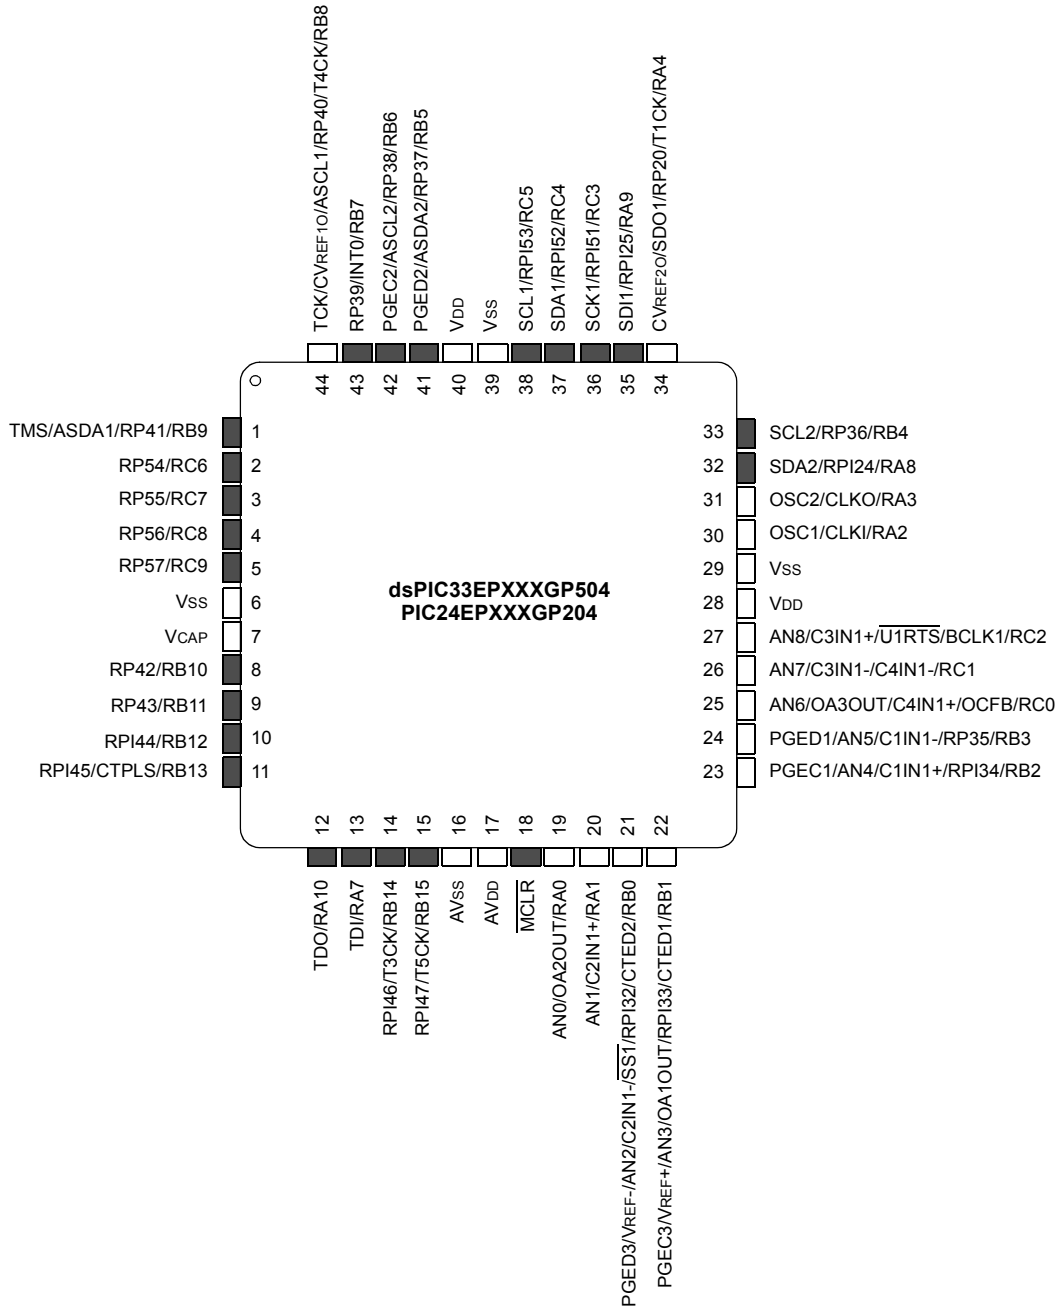 TCK/CVREF1O/ASCL1/RP40/T4CK/RB8
RP39/INT0/RB7
PGEC2/ASCL2/RP38/RB6
PGED2/ASDA2/RP37/RB5
VDD
VSS
SCL1/RPI53/RC5
SDA1/RPI52/RC4
SCK1/RPI51/RC3
SDI1/RPI25/RA9
CVREF2O/SDO1/RP20/T1CK/RA4
44 43 42 41 40 39 38 37 36 35 34
TMS/ASDA1/RP41/RB9 1
RP54/RC6 2
RP55/RC7 3
RP56/RC8 4
RP57/RC9 5
VSS 6
VCAP 7
RP42/RB10 8
RP43/RB11 9
RPI44/RB12 10
RPI45/CTPLS/RB13 11
dsPIC33EPXXXGP504
PIC24EPXXXGP204
33 SCL2/RP36/RB4
32 SDA2/RPI24/RA8
31 OSC2/CLKO/RA3
30 OSC1/CLKI/RA2
29 VSS
28 VDD
27 AN8/C3IN1+/U1RTS/BCLK1/RC2
26 AN7/C3IN1-/C4IN1-/RC1
25 AN6/OA3OUT/C4IN1+/OCFB/RC0
24 PGED1/AN5/C1IN1-/RP35/RB3
23 PGEC1/AN4/C1IN1+/RPI34/RB2
12 13 14 15 16 17 18 19 20 21 22
TDO/RA10
TDI/RA7
RPI46/T3CK/RB14
RPI47/T5CK/RB15
AVSS
AVDD
MCLR
AN0/OA2OUT/RA0
AN1/C2IN1+/RA1
PGED3/VREF-/AN2/C2IN1-/SS1/RPI32/CTED2/RB0
PGEC3/VREF+/AN3/OA1OUT/RPI33/CTED1/RB1